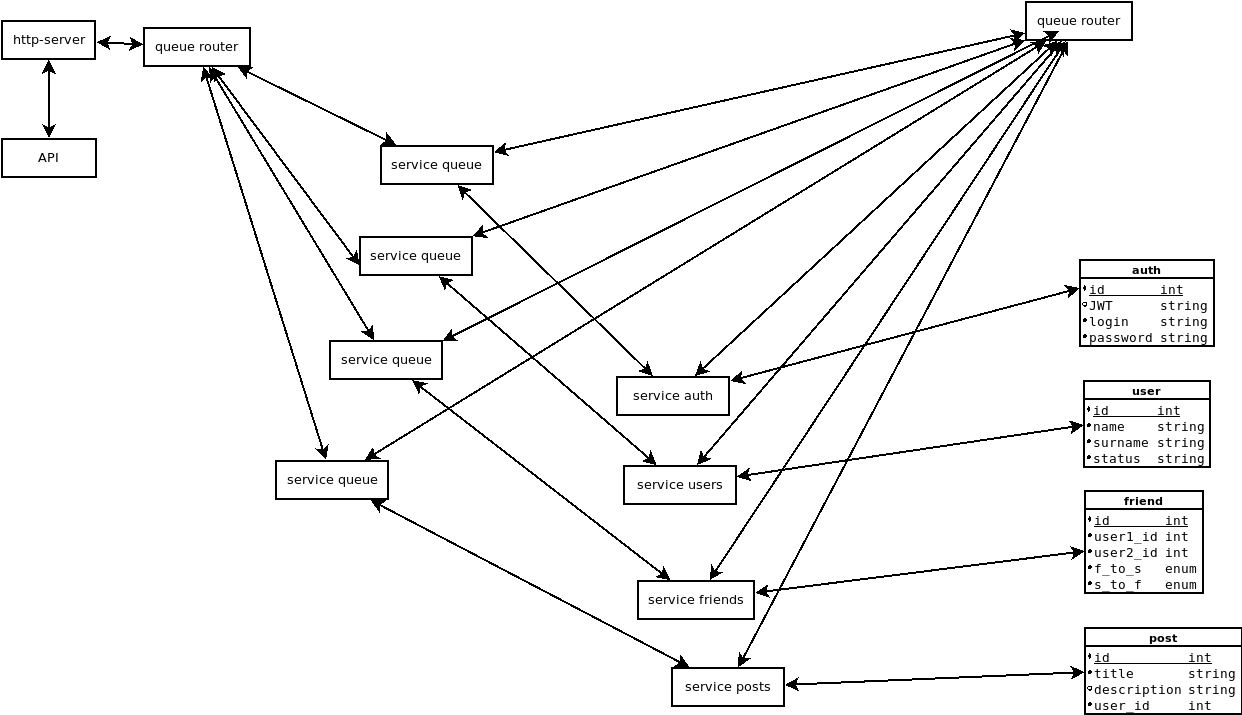 http-server
queue router
queue router
API
service queue
service queue
service queue
service queue
service auth
service users
service friends
service posts
auth
id int
JWT string
login string
password string
user
id int
name string
surname string
status string
friend
id int
user1_id int
user2_id int
f_to_s enum
s_to_f enum
post
id int
title string
description string
user_id int